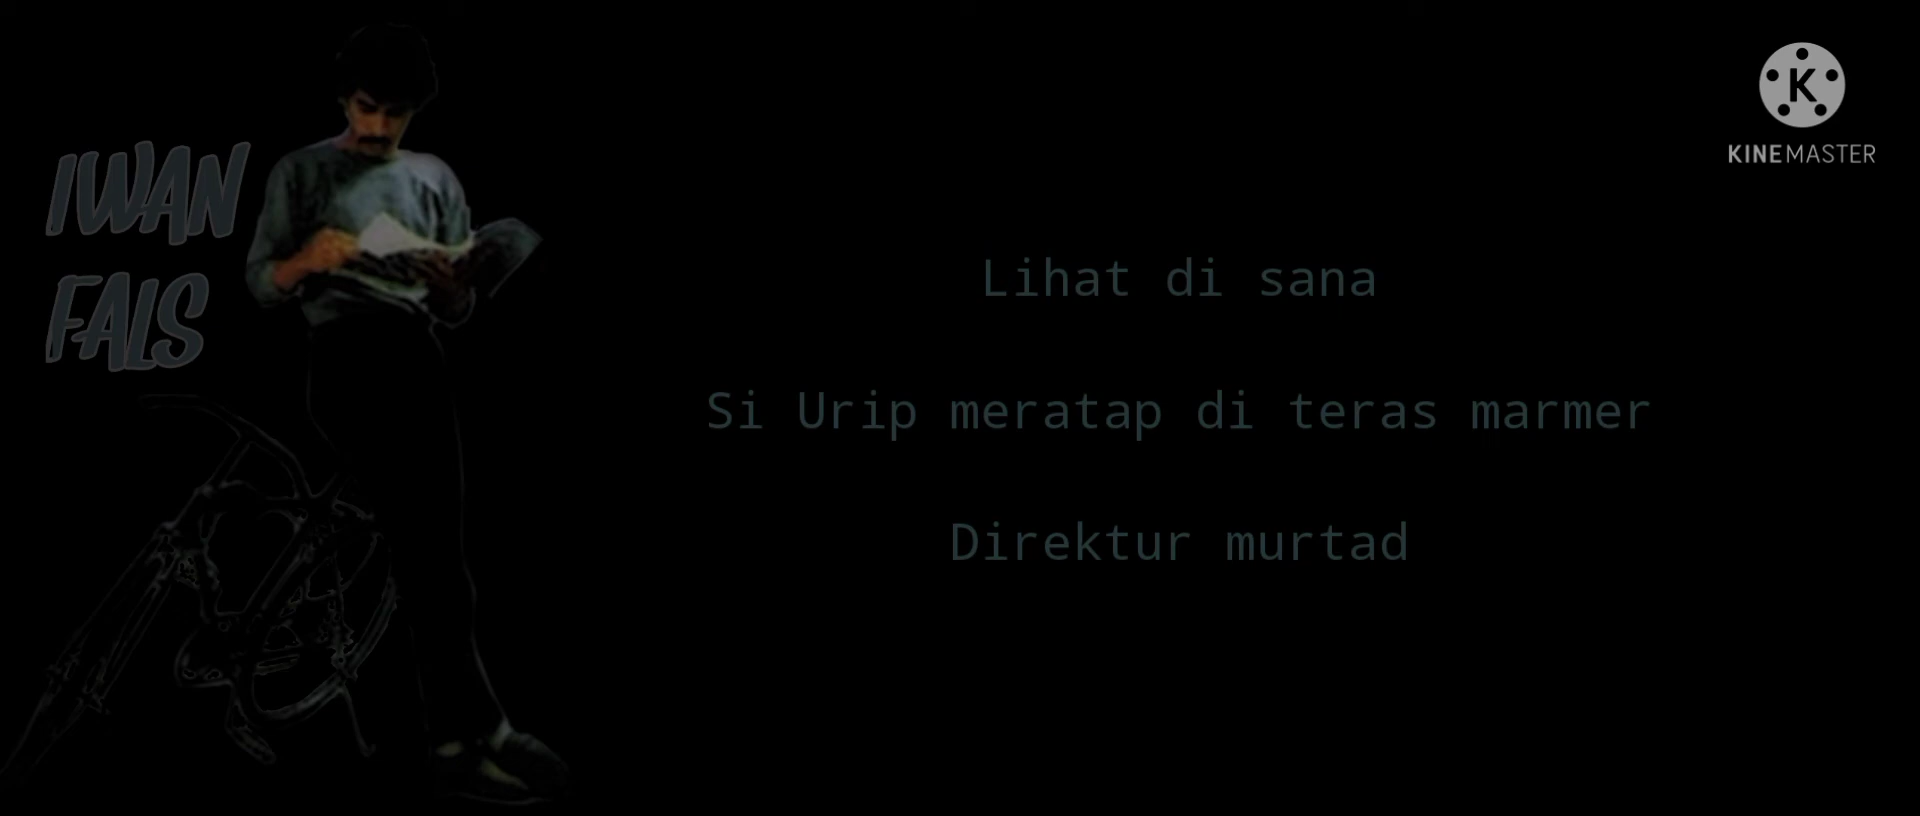 IWAN
FALS
KINEMASTER
Lihat di sana
Si Urip meratap di teras marmer
Direktur murtad